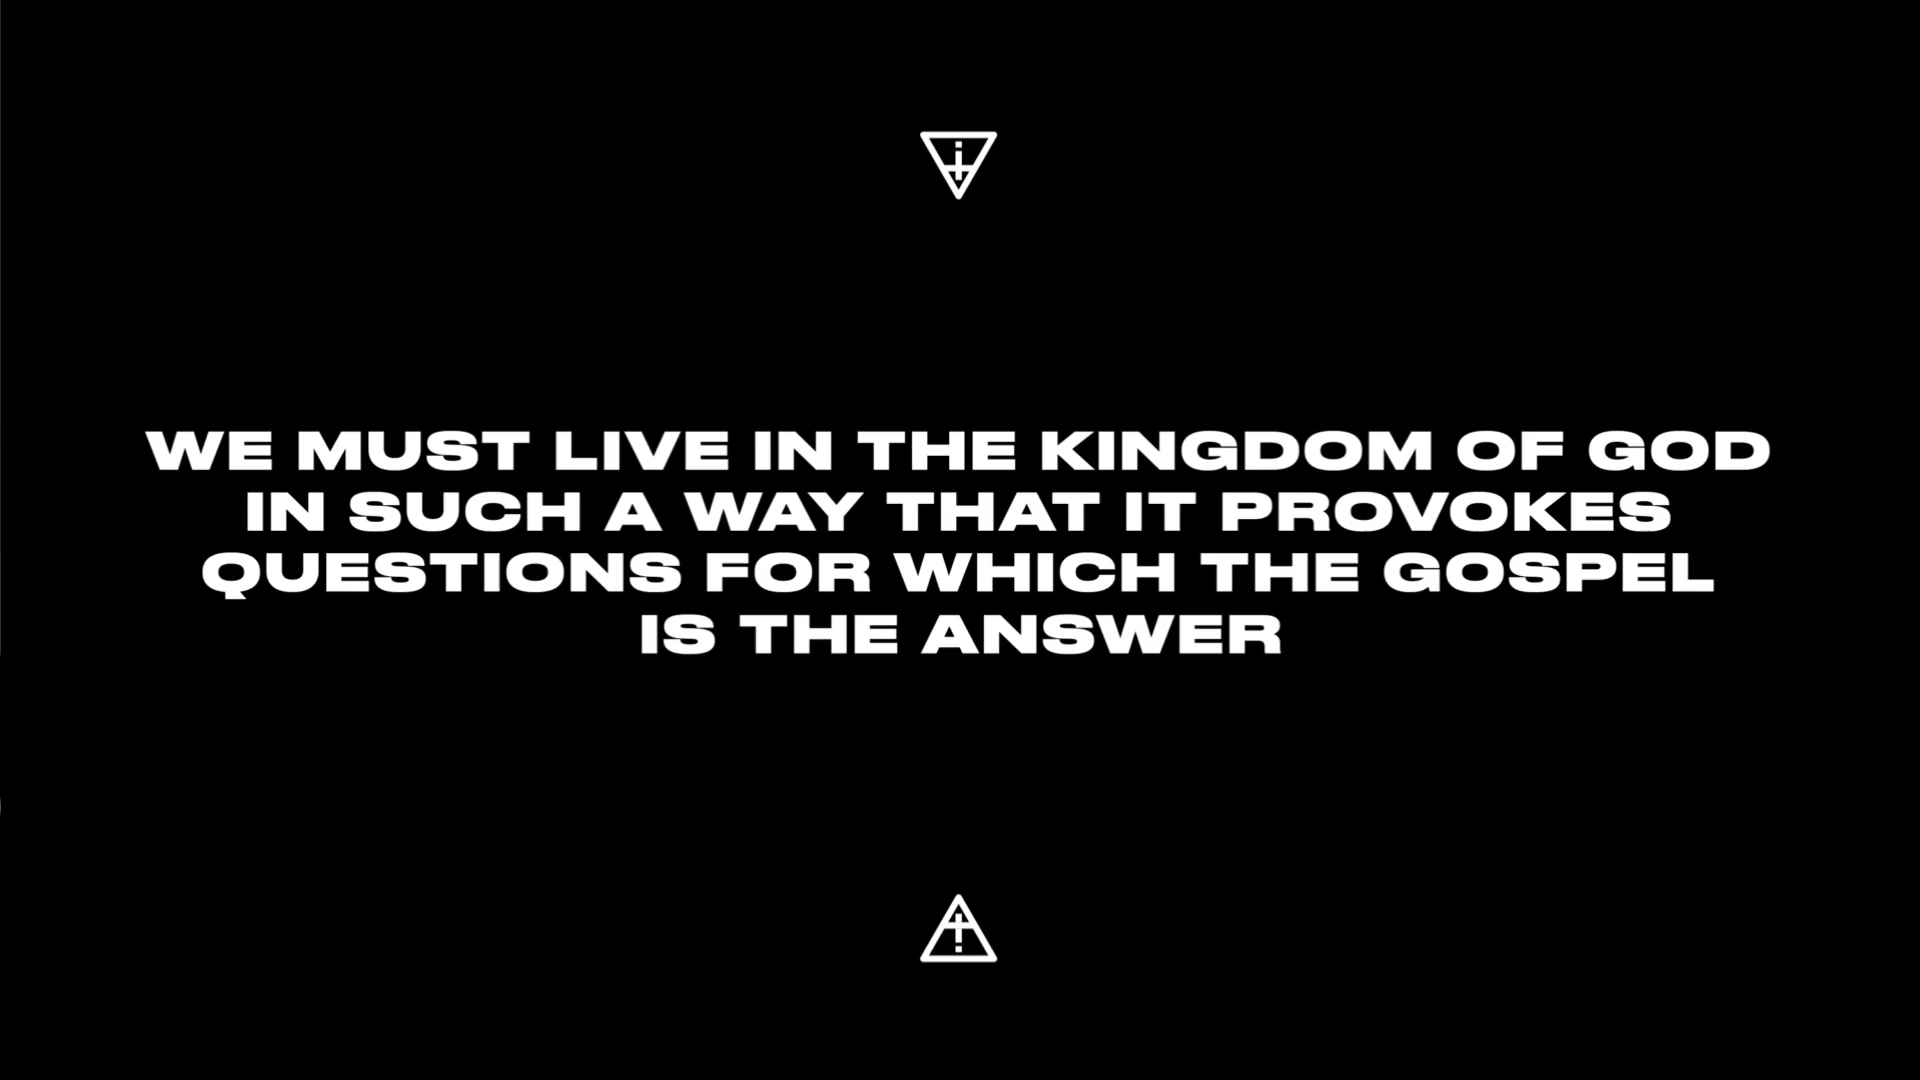 WE MUST LIVE IN THE KINGDOM OF GOD
IN SUCH A WAY THAT IT PROVOKES
QUESTIONS FOR WHICH THE GOSPEL
IS THE ANSWER